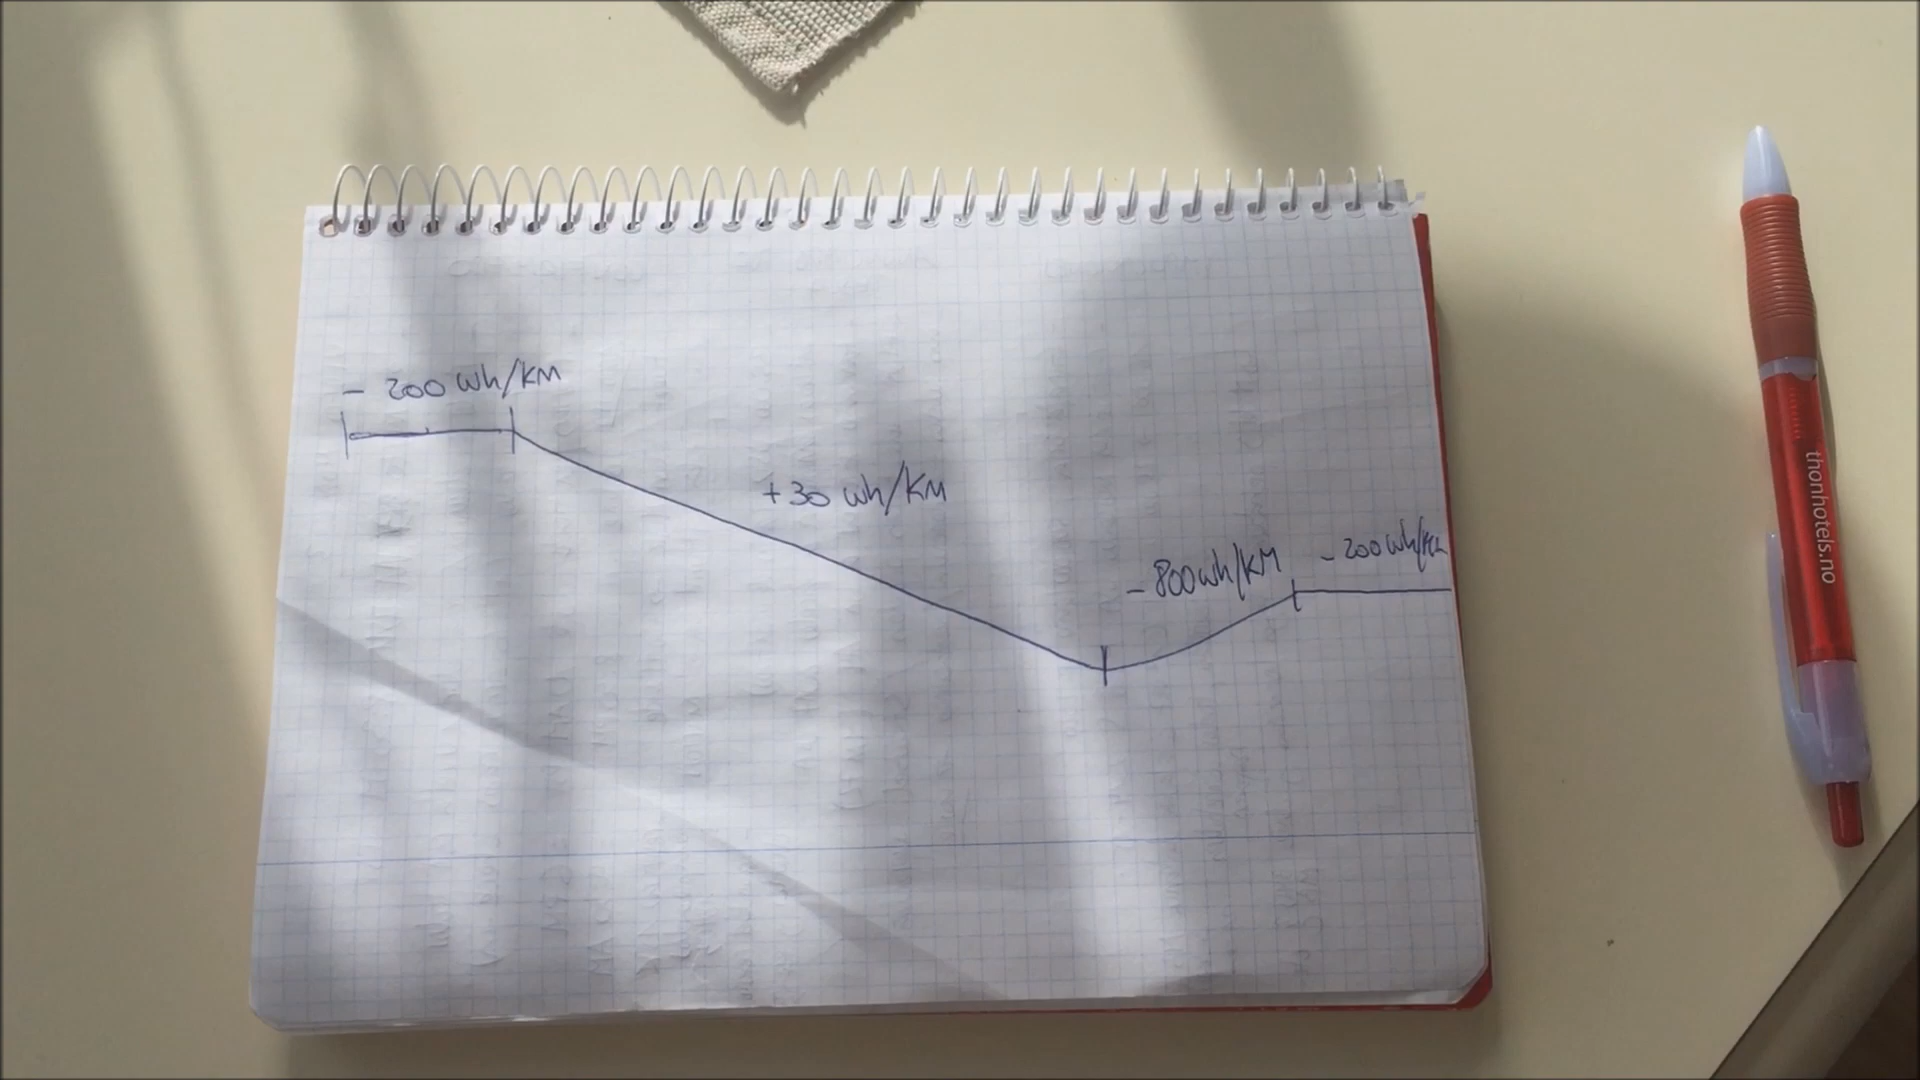 - 200 Wh/KM
+30 Wh/KM
- 800 Wh/KM
- 200 Wh/KM
thonhotels.no